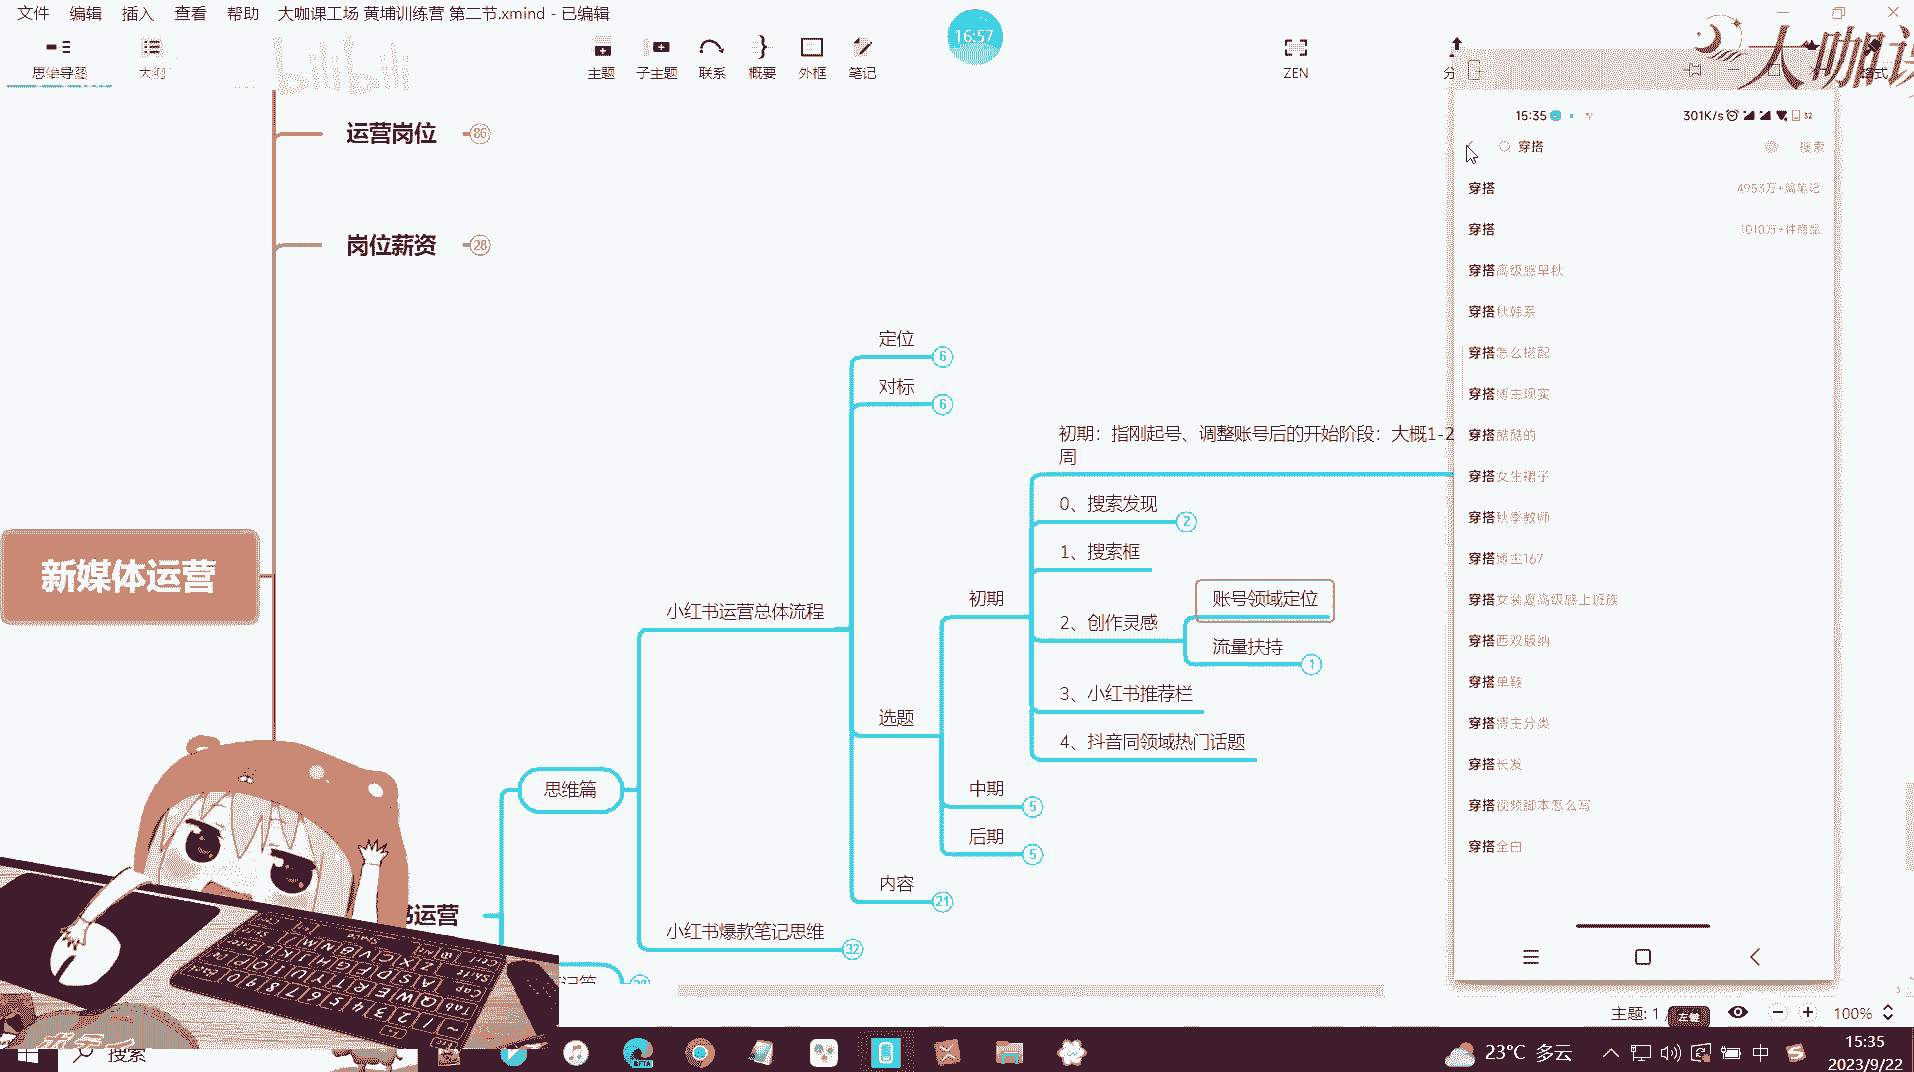 文件 编辑 插入 查看 帮助 大咖课工场 黄埔训练营 第二节.xmind - 已编辑
bilibili
16:57
思维导图
大纲
主题 子主题 联系 概要 外框 笔记
ZEN
大咖课
格式
运营岗位 86
岗位薪资 28
新媒体运营
书运营
思维篇
小红书运营总体流程
定位 6
对标 6
选题
初期
初期：指刚起号、调整账号后的开始阶段：大概1-2
周
0、搜索发现 2
1、搜索框
2、创作灵感
账号领域定位
流量扶持 1
3、小红书推荐栏
4、抖音同领域热门话题
中期 5
后期 5
内容 21
小红书爆款笔记思维 32
15:35 301K/s 32
穿搭 搜索
穿搭 4953万+篇笔记
穿搭 1010万+件商品
穿搭高级感早秋
穿搭秋韩系
穿搭怎么搭配
穿搭博主现实
穿搭酷酷的
穿搭女生裙子
穿搭秋季教师
穿搭博主167
穿搭女装夏高级感上班族
穿搭西双版纳
穿搭单鞋
穿搭博主分类
穿搭长发
穿搭视频脚本怎么写
穿搭全白
主题: 1 /
左键
100%
搜索
BETA
23°C 多云
中
15:35
2023/9/22